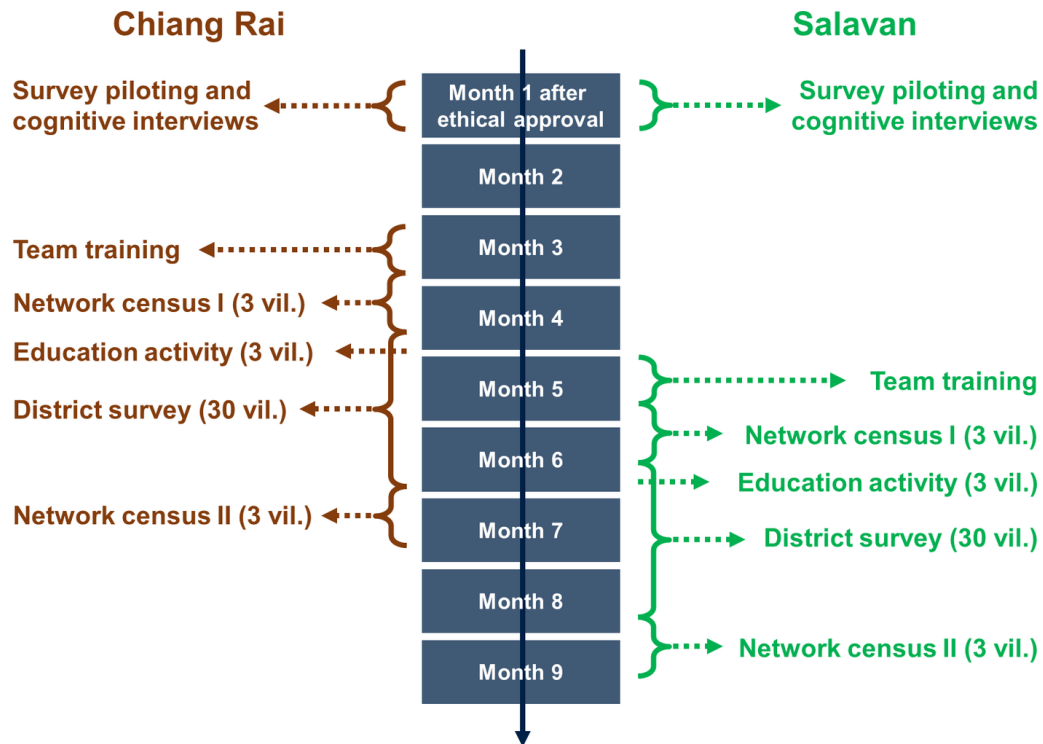 Chiang Rai
Salavan
Survey piloting and
cognitive interviews
Month 1 after
ethical approval
Survey piloting and
cognitive interviews
Month 2
Team training
Month 3
Network census I (3 vil.)
Month 4
Education activity (3 vil.)
Month 5
Team training
District survey (30 vil.)
Network census I (3 vil.)
Month 6
Education activity (3 vil.)
Network census II (3 vil.)
Month 7
District survey (30 vil.)
Month 8
Network census II (3 vil.)
Month 9